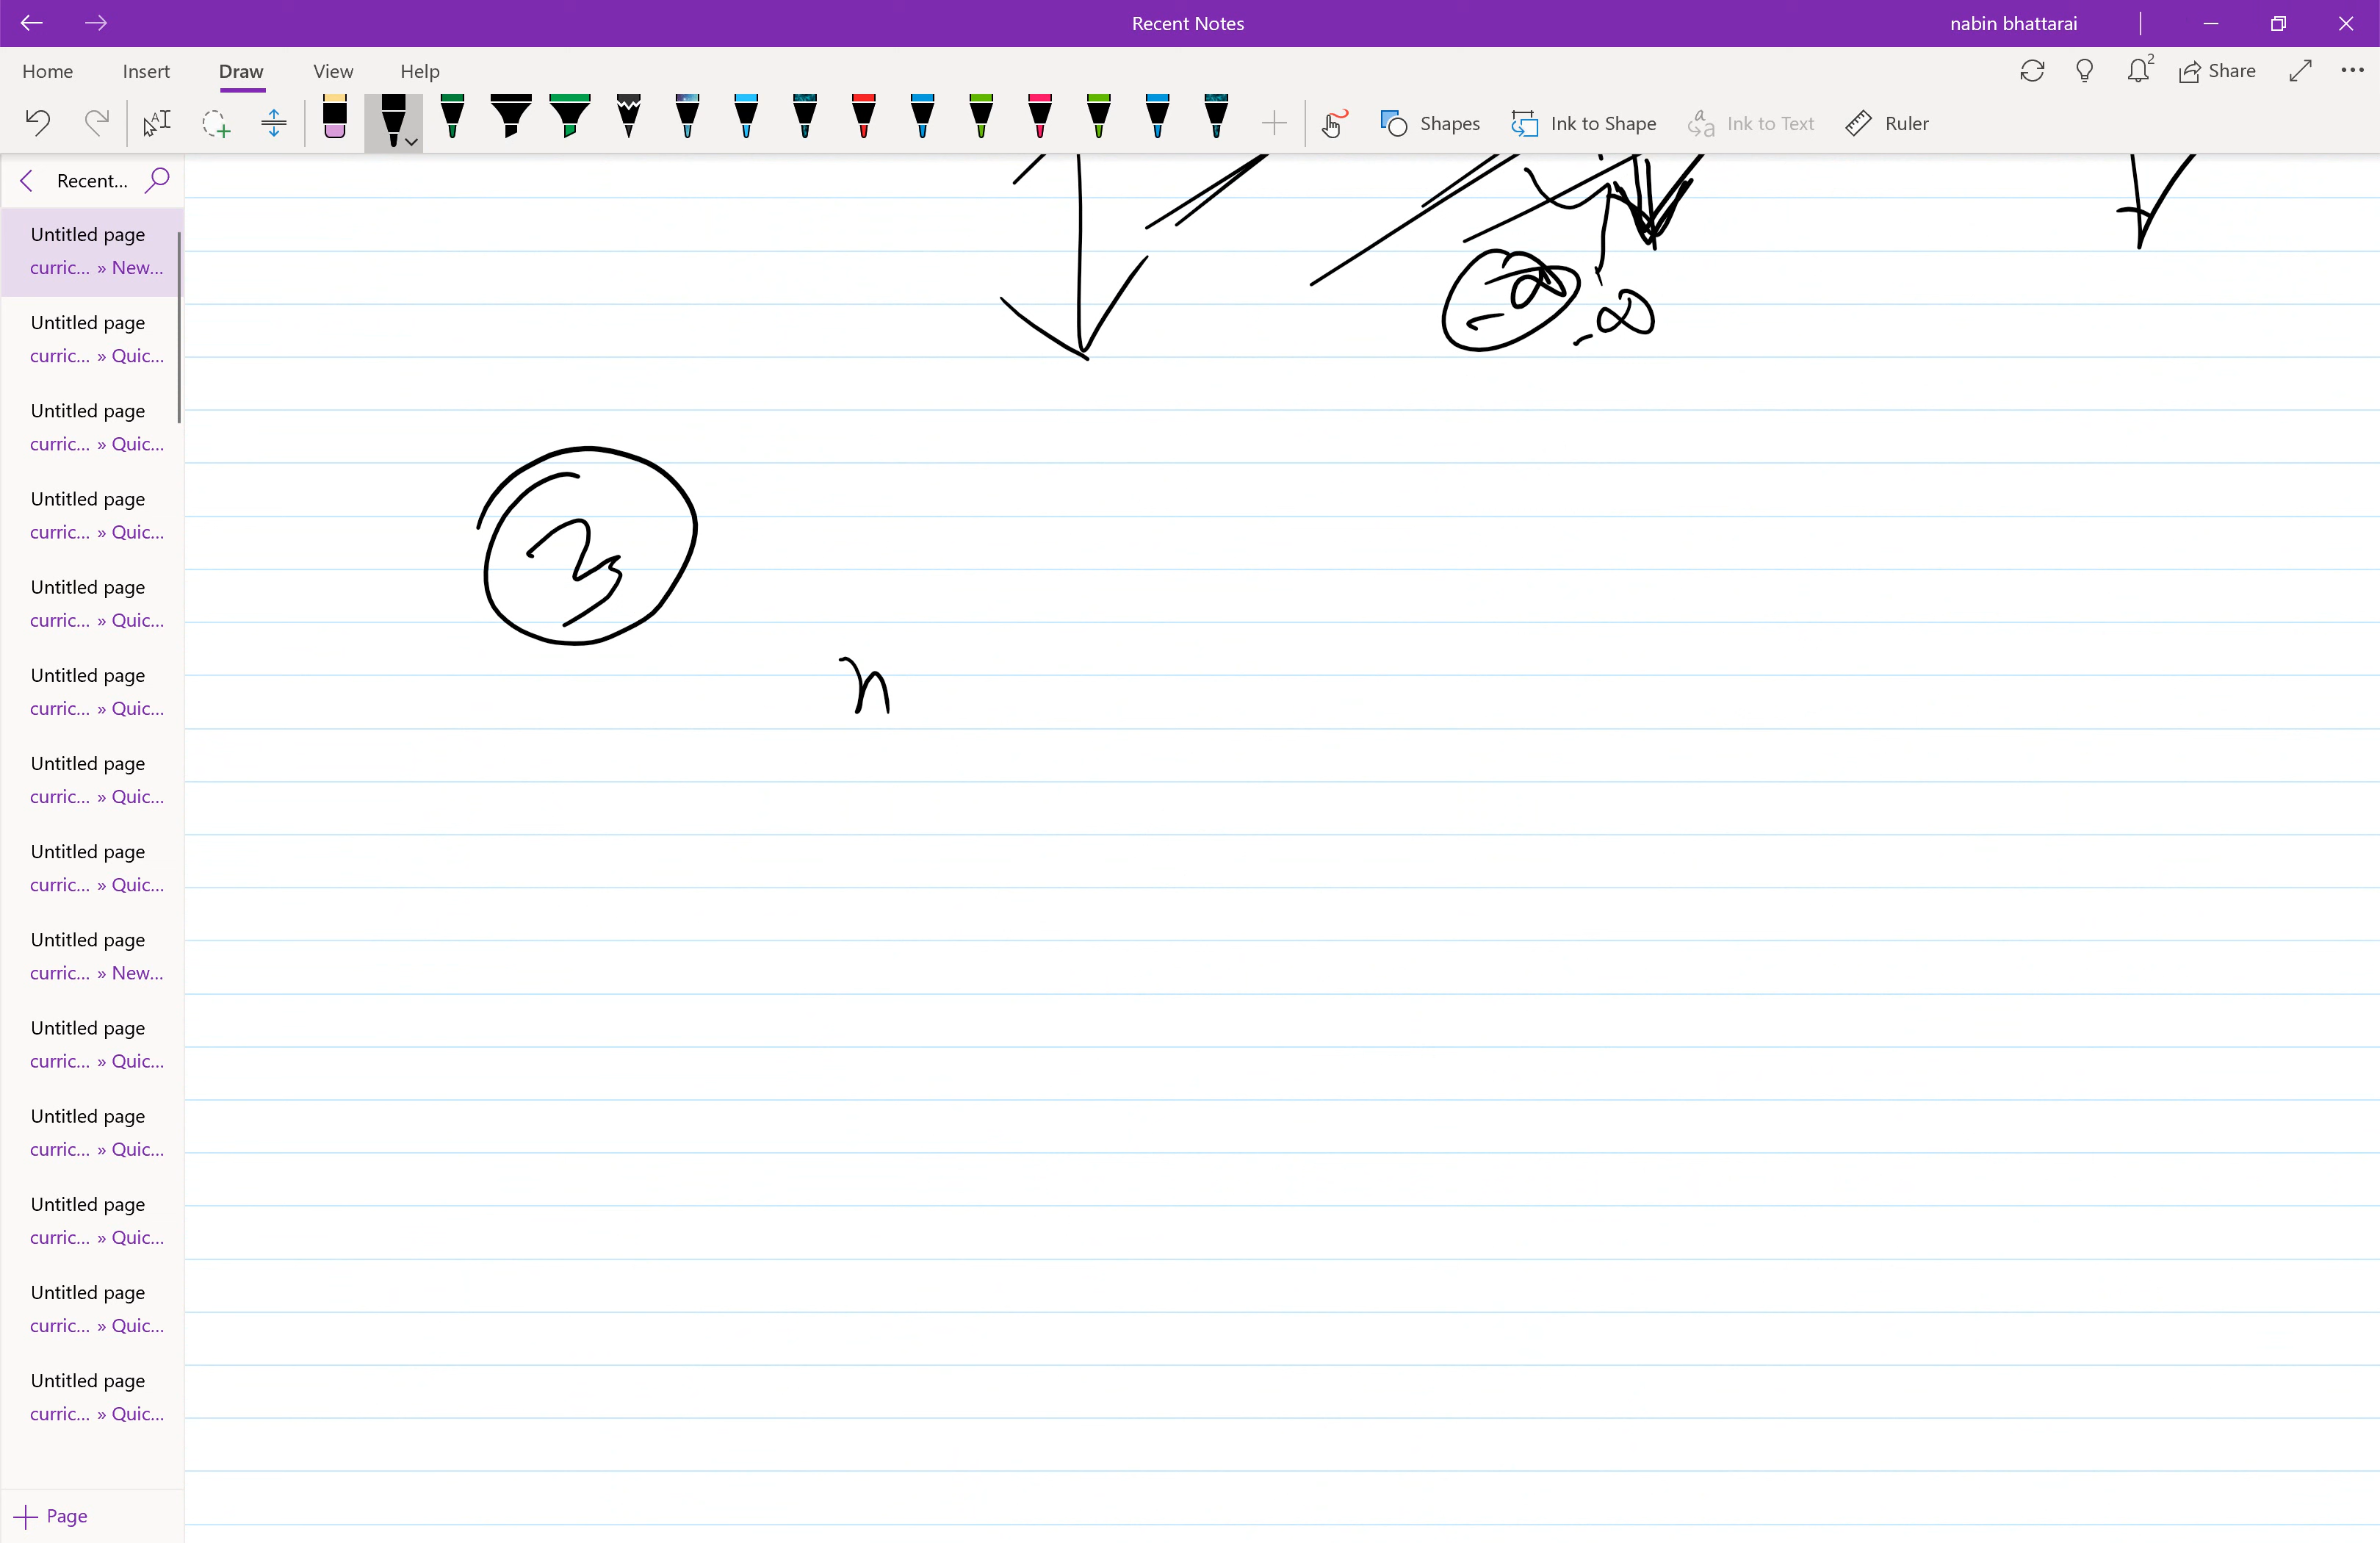 Recent Notes
nabin bhattarai
Home Insert Draw View Help
2 Share
Shapes Ink to Shape Ink to Text Ruler
Recent...
Untitled page
curric... » New...
Untitled page
curric... » Quic...
Untitled page
curric... » Quic...
Untitled page
curric... » Quic...
Untitled page
curric... » Quic...
Untitled page
curric... » Quic...
Untitled page
curric... » Quic...
Untitled page
curric... » Quic...
Untitled page
curric... » New...
Untitled page
curric... » Quic...
Untitled page
curric... » Quic...
Untitled page
curric... » Quic...
Untitled page
curric... » Quic...
Untitled page
curric... » Quic...
Page
-∞
3
n